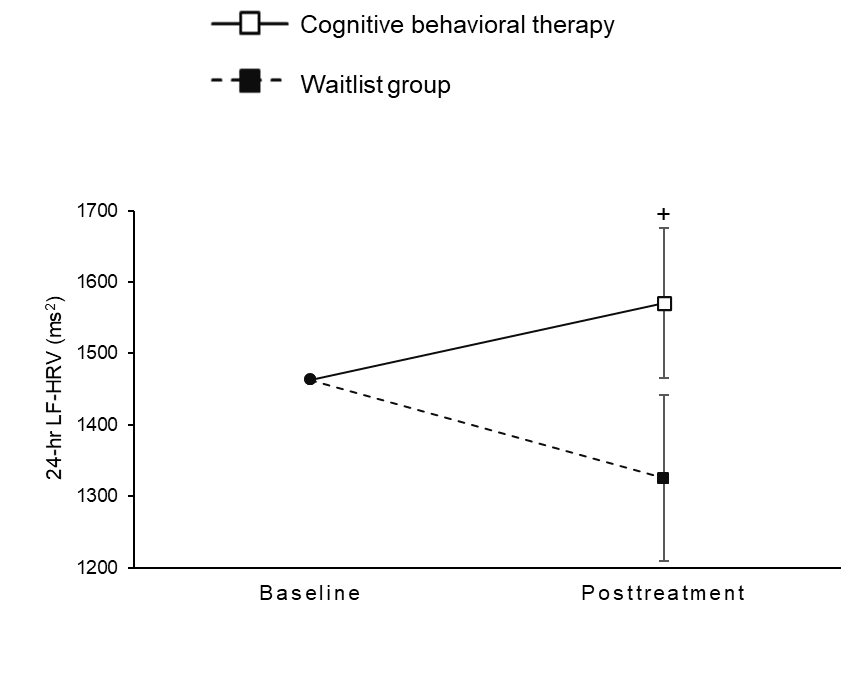 Cognitive behavioral therapy
Waitlist group
+
1700
1600
1500
1400
1300
1200
24-hr LF-HRV (ms²)
Baseline
Posttreatment